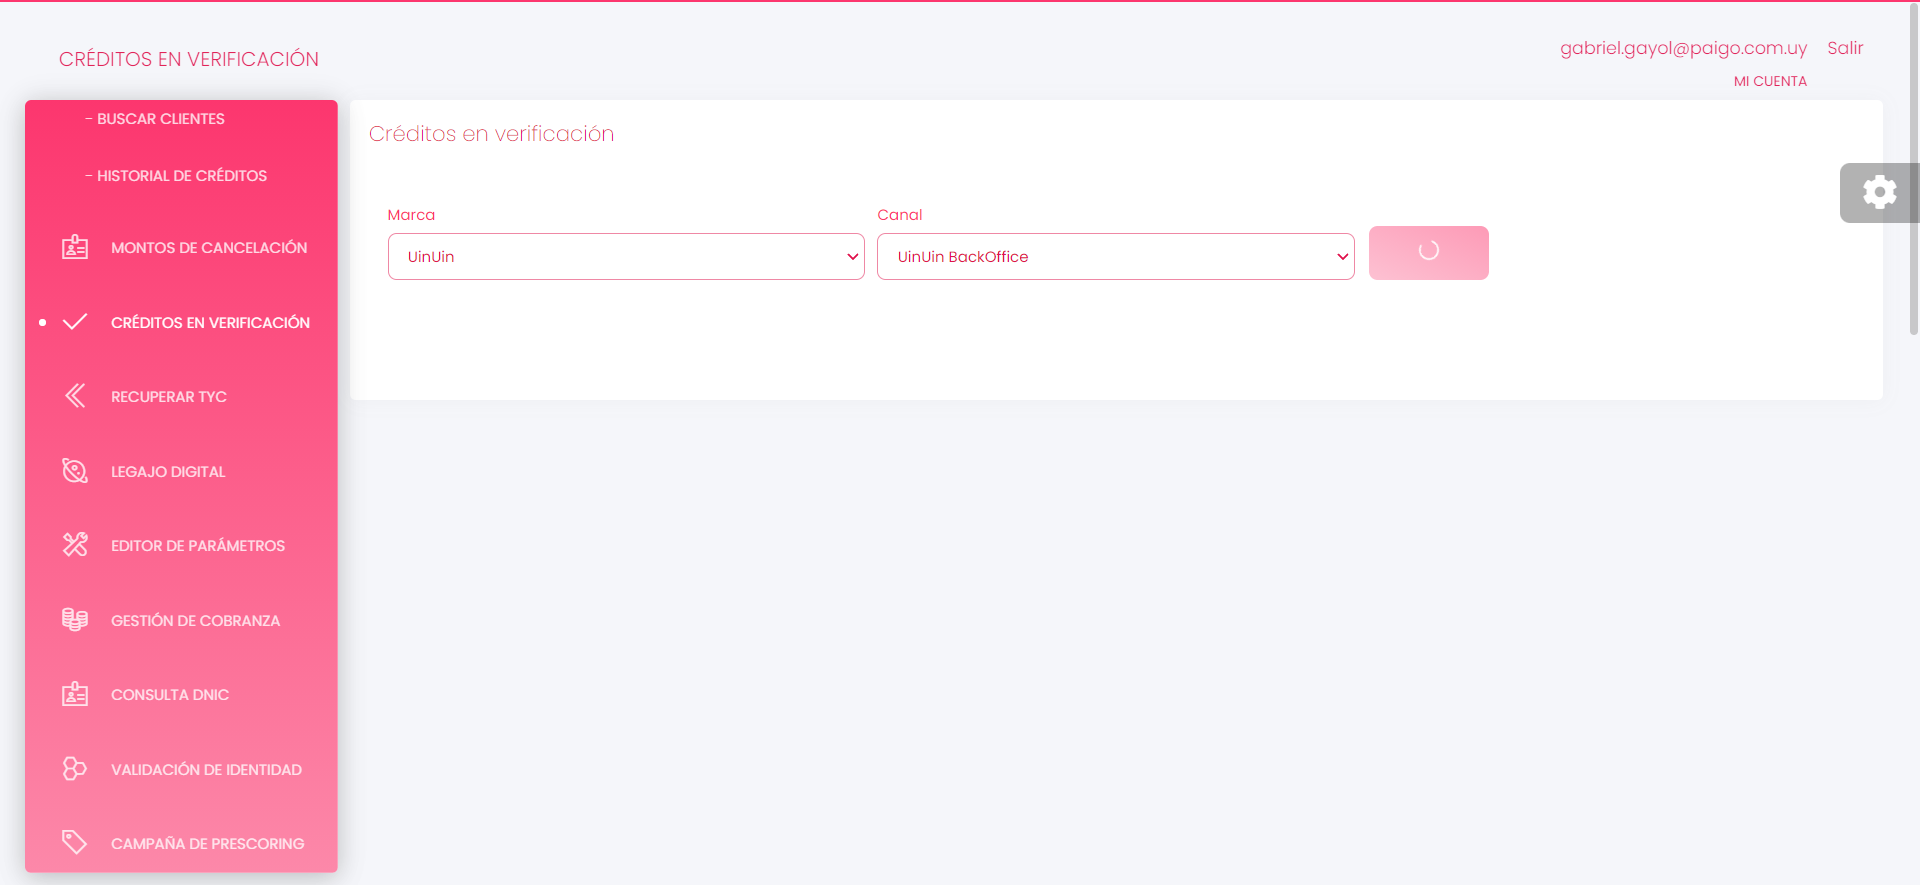 CRÉDITOS EN VERIFICACIÓN
gabriel.gayol@paigo.com.uy Salir
MI CUENTA
- BUSCAR CLIENTES
- HISTORIAL DE CRÉDITOS
MONTOS DE CANCELACIÓN
CRÉDITOS EN VERIFICACIÓN
RECUPERAR TYC
LEGAJO DIGITAL
EDITOR DE PARÁMETROS
GESTIÓN DE COBRANZA
CONSULTA DNIC
VALIDACIÓN DE IDENTIDAD
CAMPAÑA DE PRESCORING
Créditos en verificación
Marca
UinUin
Canal
UinUin BackOffice